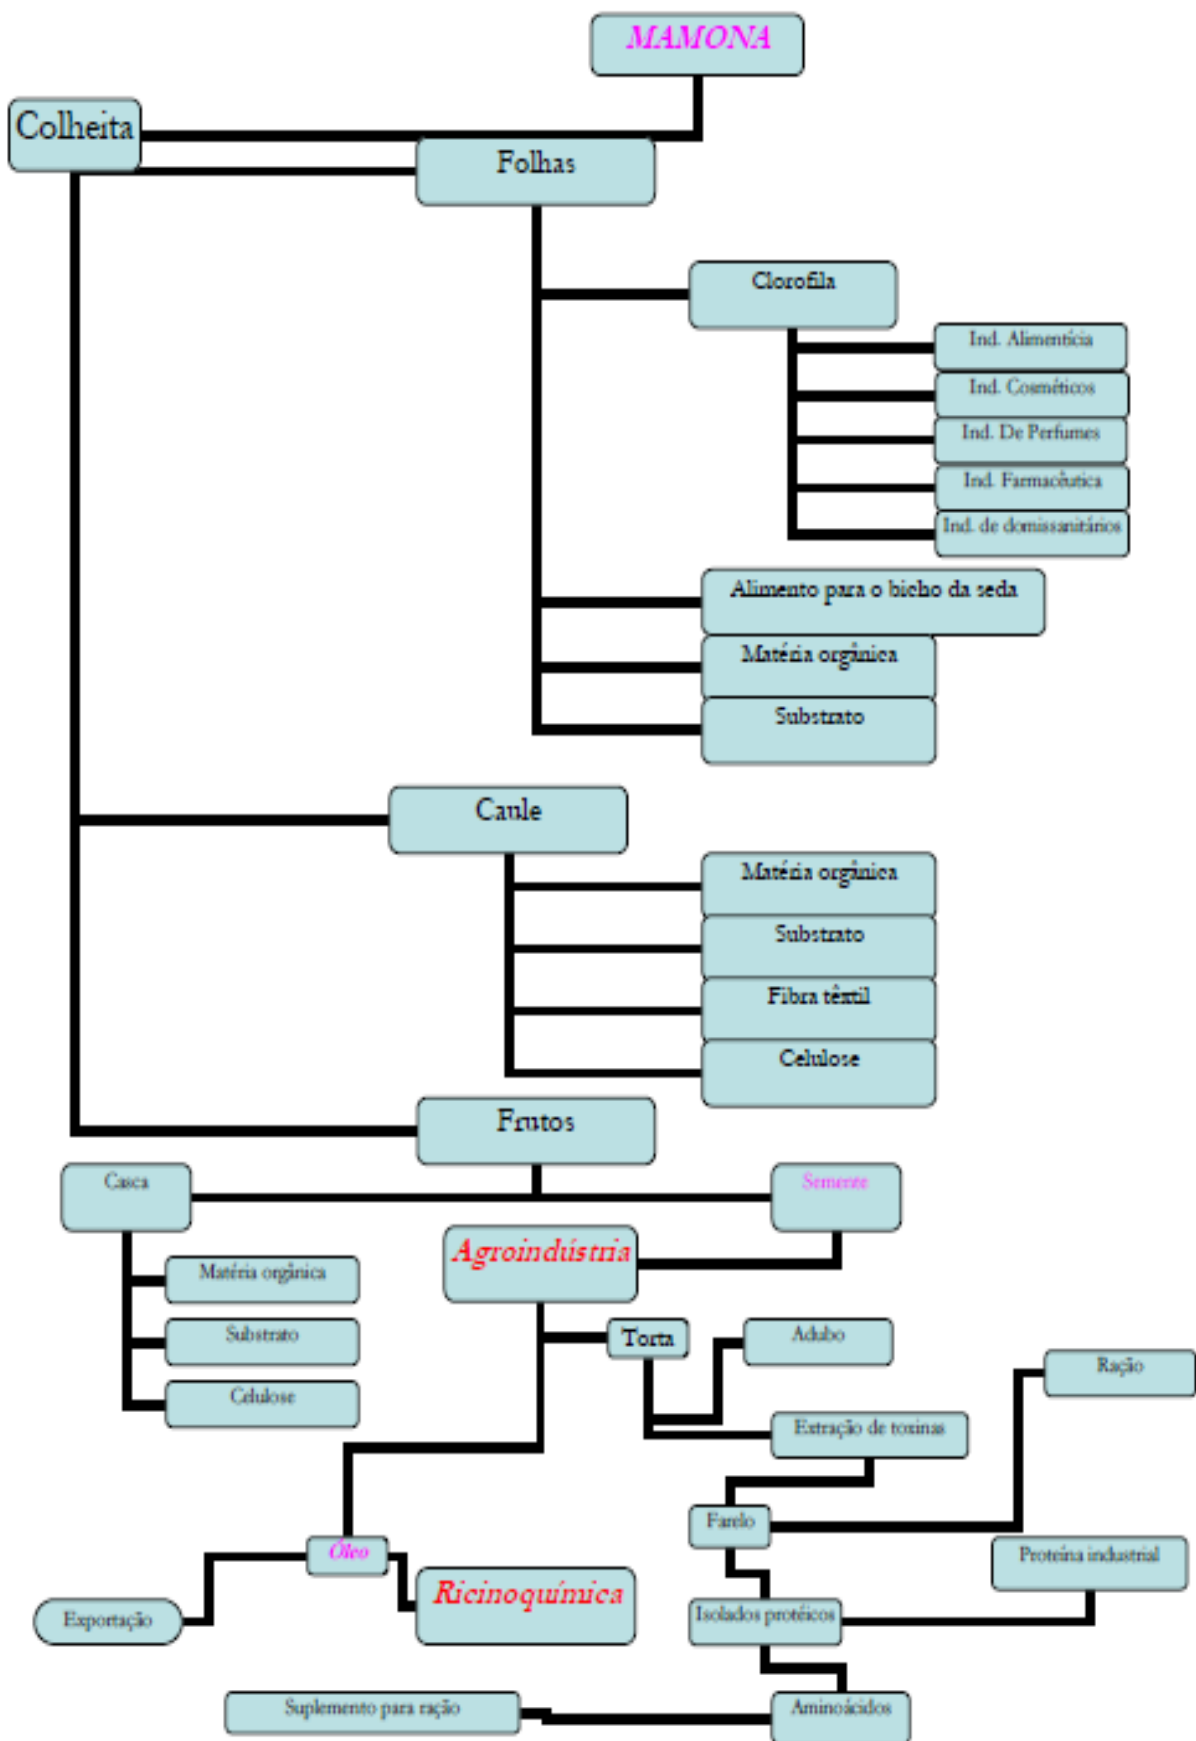 MAMONA
Colheita
Folhas
Clorofila
Ind. Alimentícia
Ind. Cosméticos
Ind. De Perfumes
Ind. Farmacêutica
Ind. de domissanitários
Alimento para o bicho da seda
Matéria orgânica
Substrato
Caule
Matéria orgânica
Substrato
Fibra têxtil
Celulose
Frutos
Casca
Semente
Agroindústria
Matéria orgânica
Substrato
Celulose
Torta
Adubo
Ração
Extração de toxinas
Farelo
Óleo
Proteína industrial
Ricinoquímica
Exportação
Isolados protéicos
Suplemento para ração
Aminoácidos